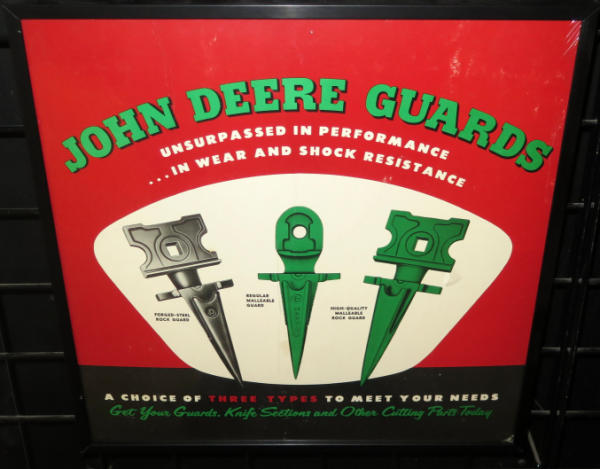 JOHN DEERE GUARDS
UNSURPASSED IN PERFORMANCE
...IN WEAR AND SHOCK RESISTANCE
FORGED-STEEL
ROCK GUARD
REGULAR
MALLEABLE
GUARD
HIGH-QUALITY
MALLEABLE
ROCK GUARD
A CHOICE OF THREE TYPES TO MEET YOUR NEEDS
Get Your Guards, Knife Sections and Other Cutting Parts Today